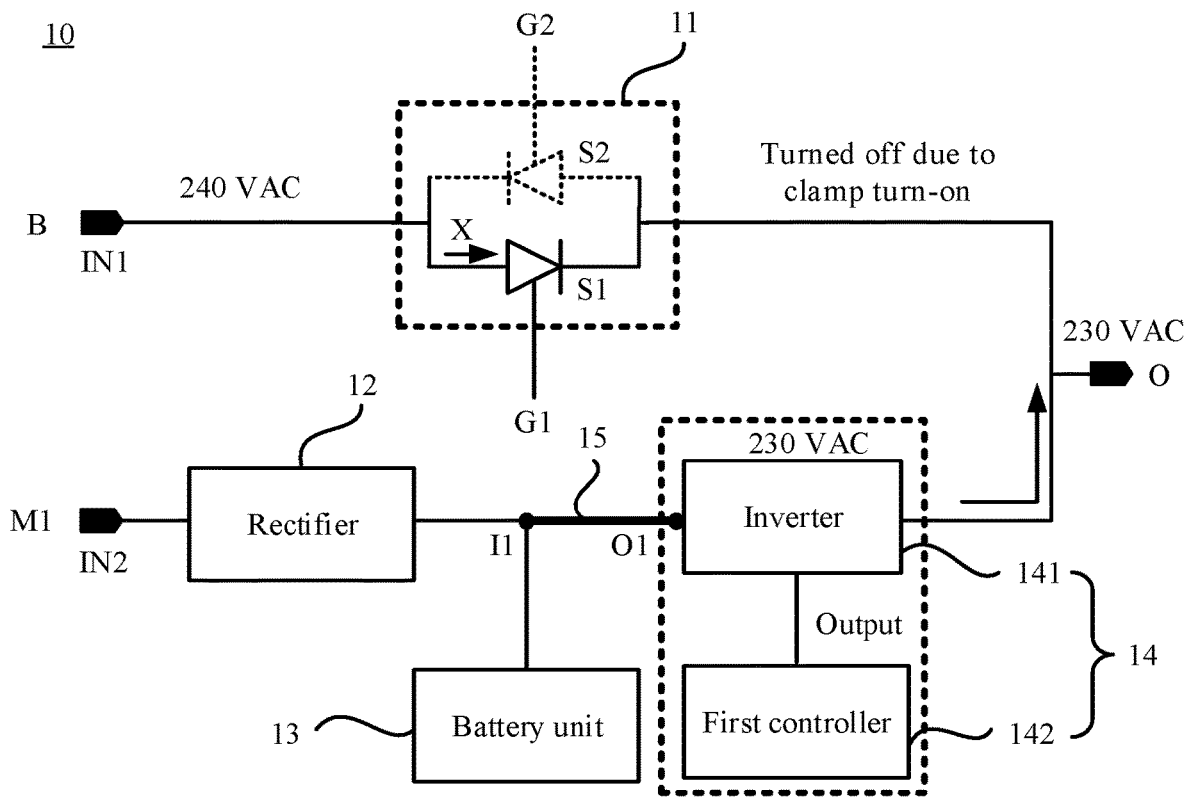 10
G2
11
S2
240 VAC
Turned off due to
clamp turn-on
B
IN1
X
S1
230 VAC
O
G1
12
15
230 VAC
M1
IN2
Rectifier
I1
O1
Inverter
141
Output
14
13
Battery unit
First controller
142